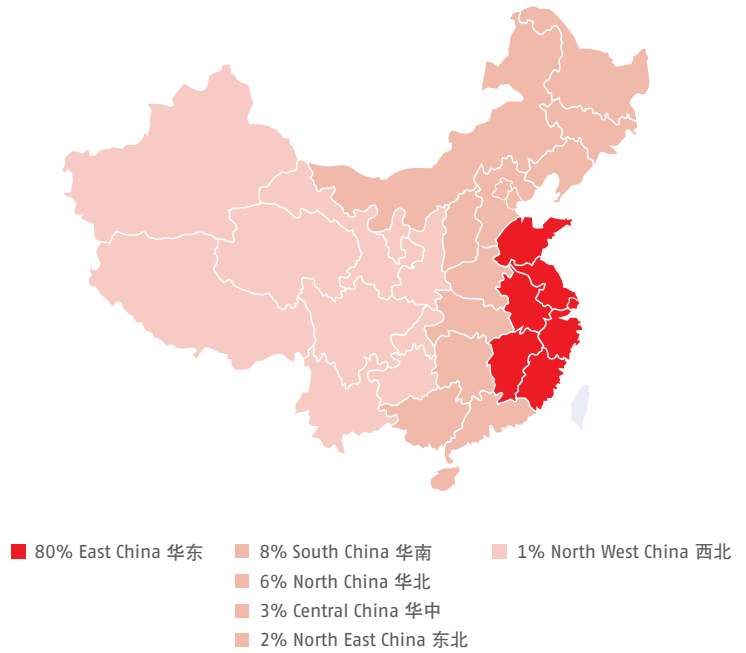 80% East China 华东
8% South China 华南
6% North China 华北
3% Central China 华中
2% North East China 东北
1% North West China 西北